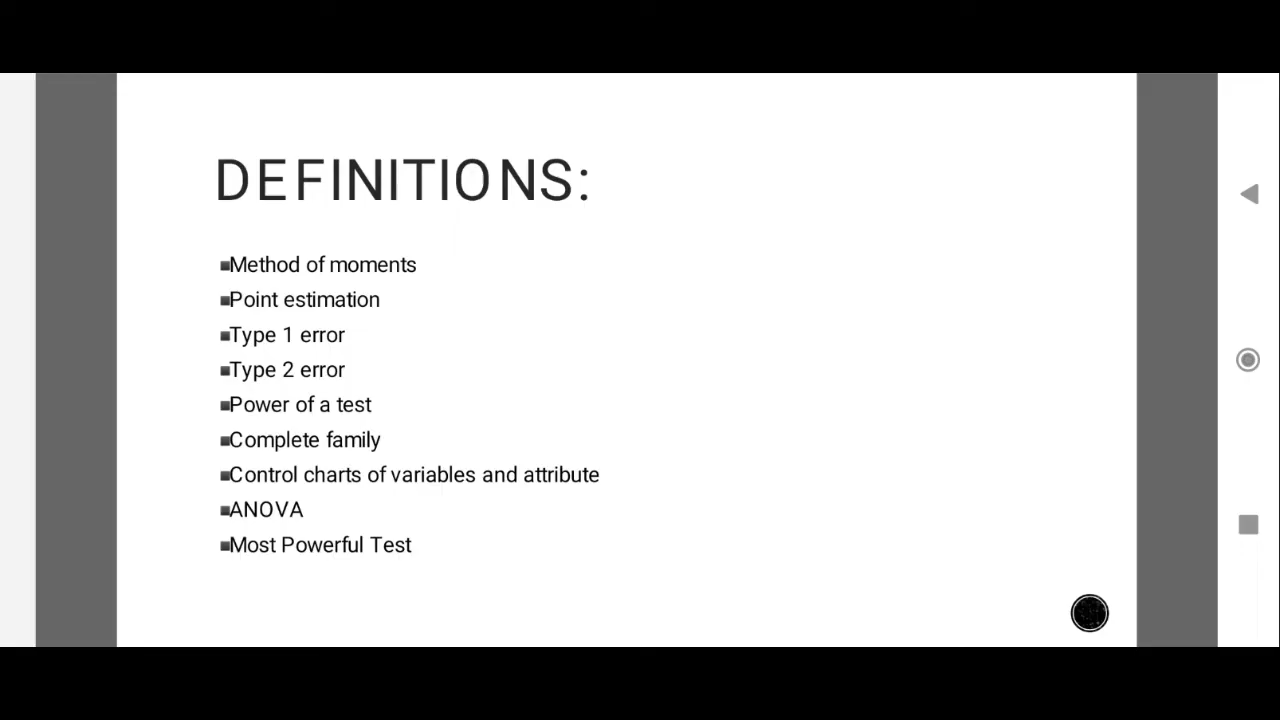 DEFINITIONS:
Method of moments
Point estimation
Type 1 error
Type 2 error
Power of a test
Complete family
Control charts of variables and attribute
ANOVA
Most Powerful Test